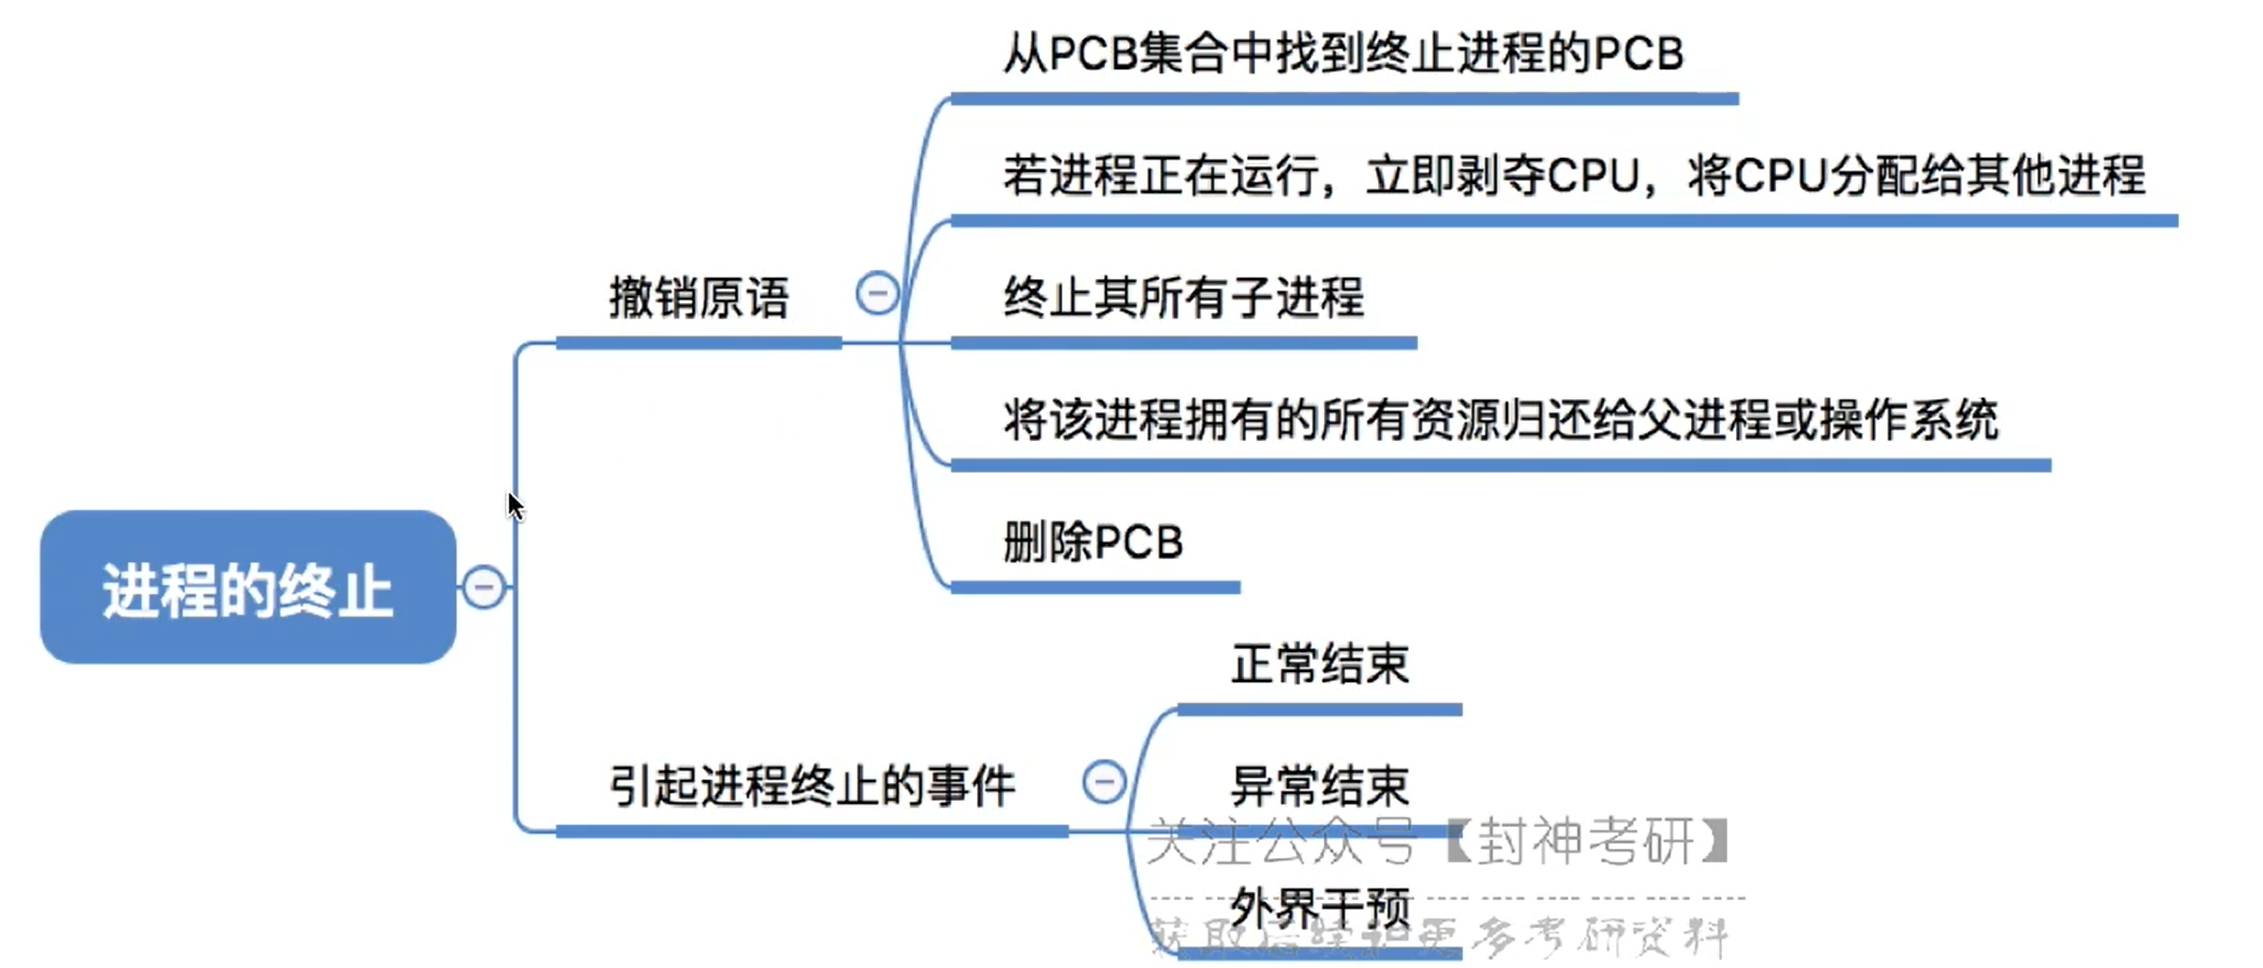 从PCB集合中找到终止进程的PCB
若进程正在运行，立即剥夺CPU，将CPU分配给其他进程
撤销原语
终止其所有子进程
将该进程拥有的所有资源归还给父进程或操作系统
删除PCB
进程的终止
正常结束
引起进程终止的事件
异常结束
关注公众号【封神考研】
外界干预
获取后续更多考研资料